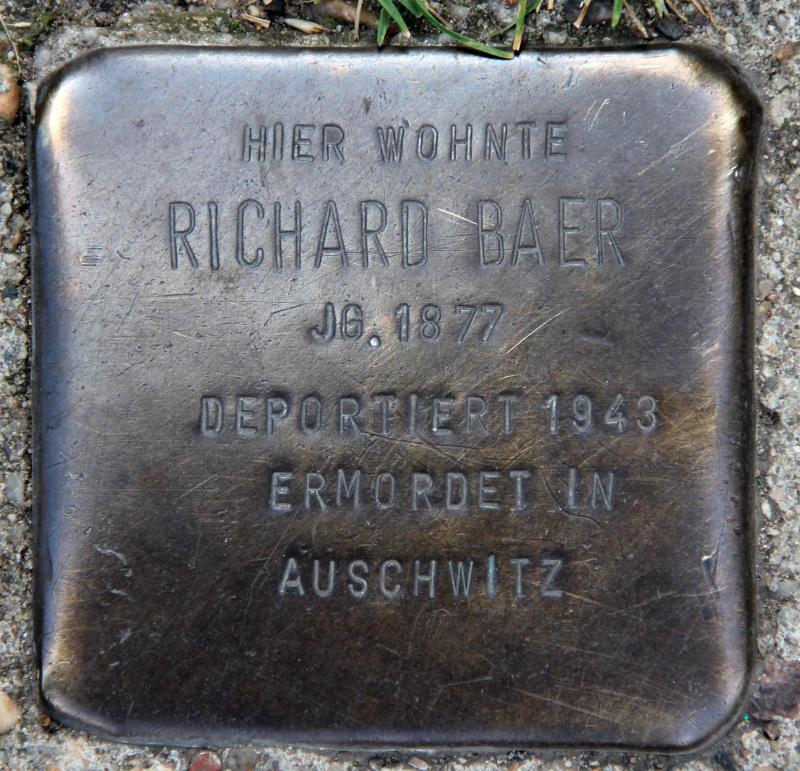 HIER WOHNTE
RICHARD BAER
JG. 1877
DEPORTIERT 1943
ERMORDET IN
AUSCHWITZ